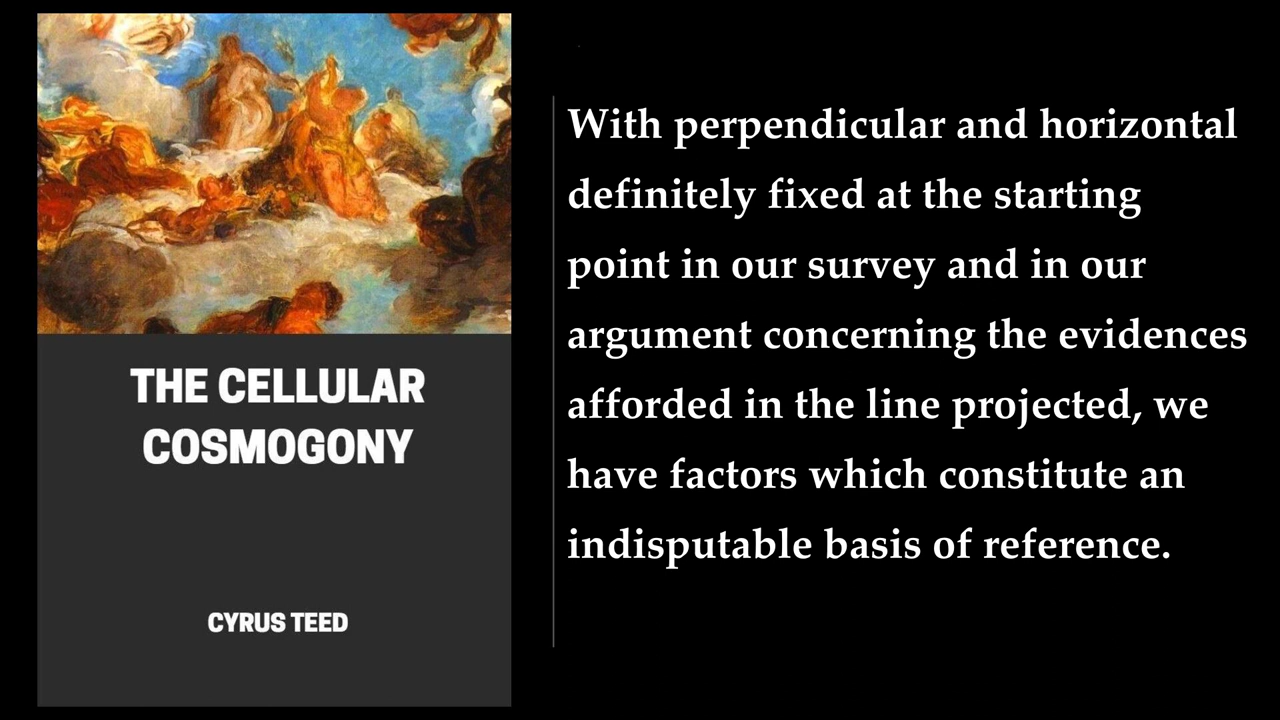 THE CELLULAR
COSMOGONY
CYRUS TEED
With perpendicular and horizontal
definitely fixed at the starting
point in our survey and in our
argument concerning the evidences
afforded in the line projected, we
have factors which constitute an
indisputable basis of reference.